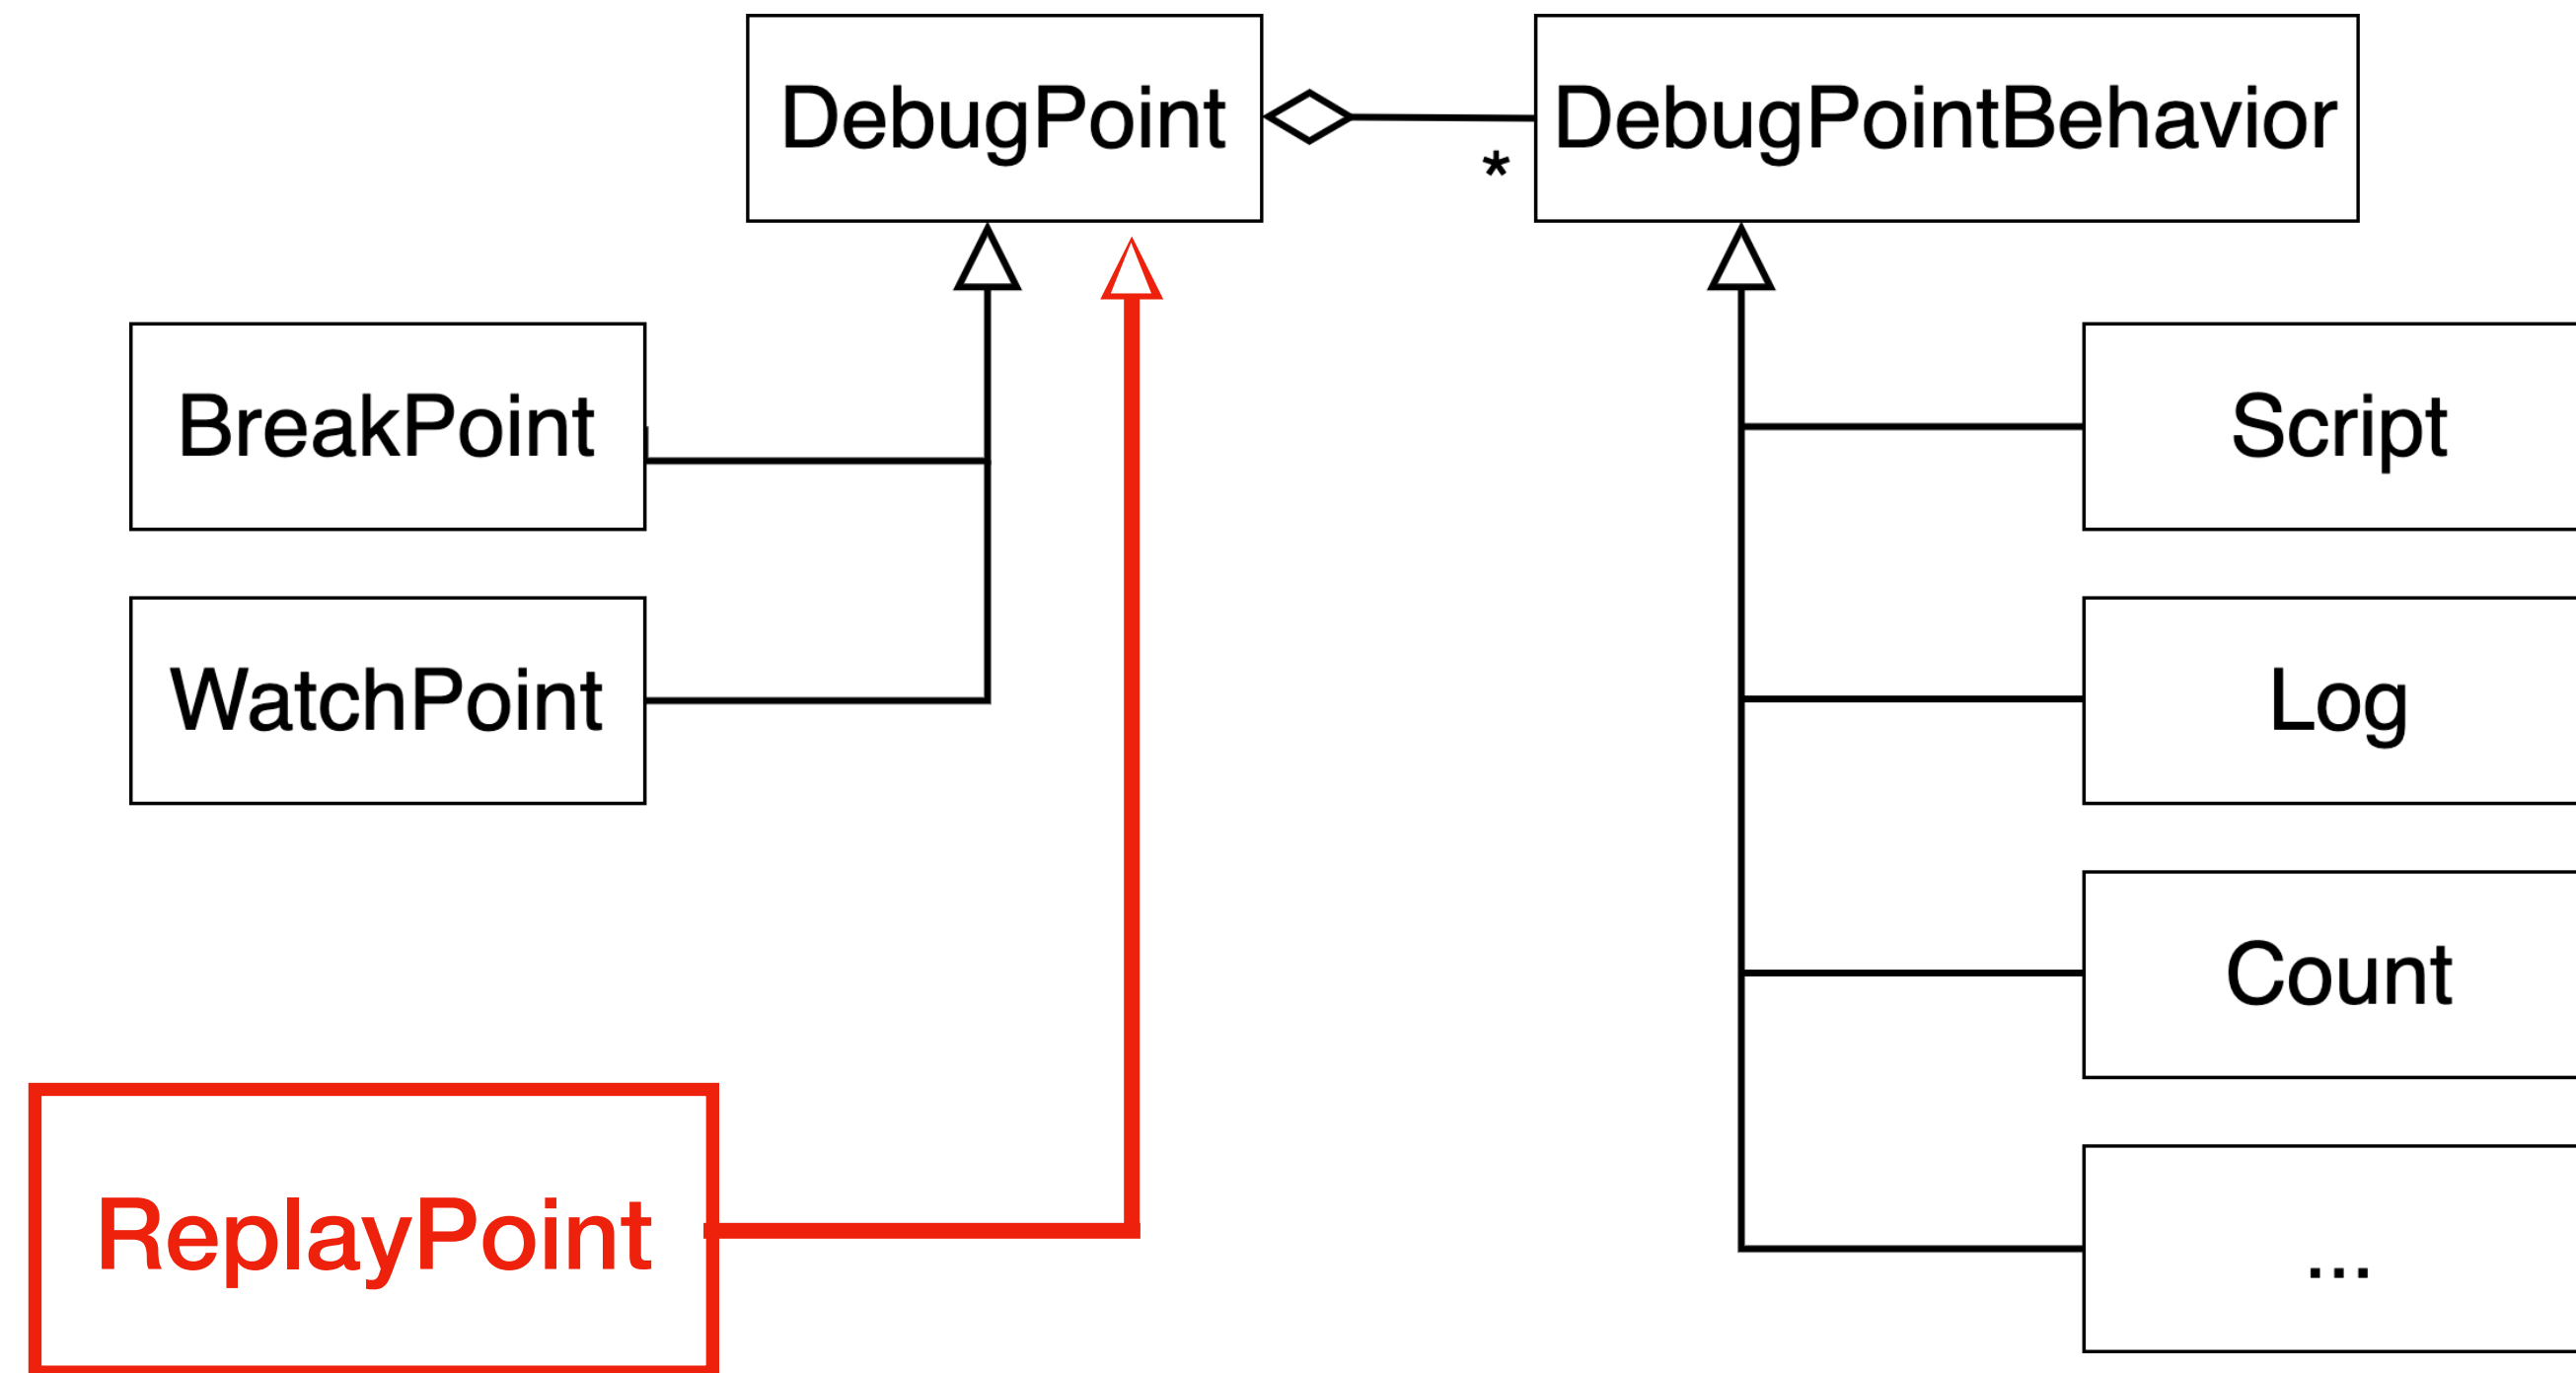 DebugPoint
DebugPointBehavior
*
BreakPoint
Script
WatchPoint
Log
Count
ReplayPoint
...